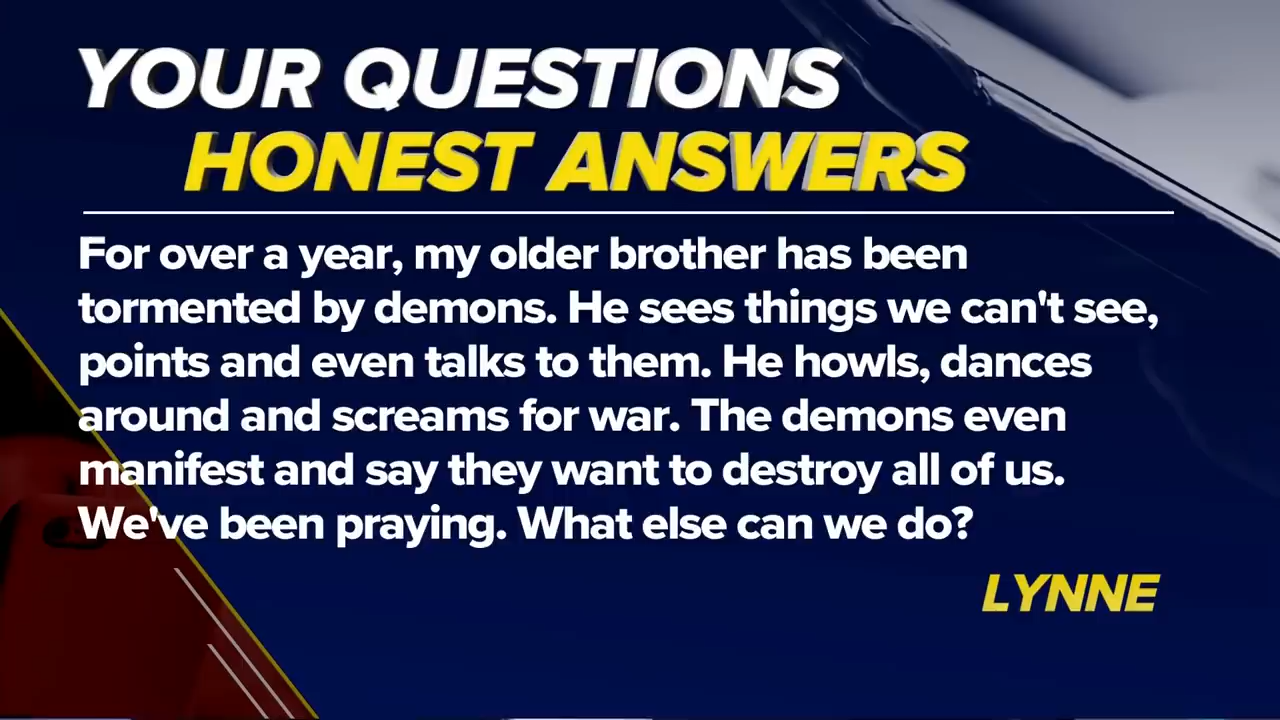 YOUR QUESTIONS
HONEST ANSWERS
For over a year, my older brother has been
tormented by demons. He sees things we can't see,
points and even talks to them. He howls, dances
around and screams for war. The demons even
manifest and say they want to destroy all of us.
We've been praying. What else can we do?
LYNNE